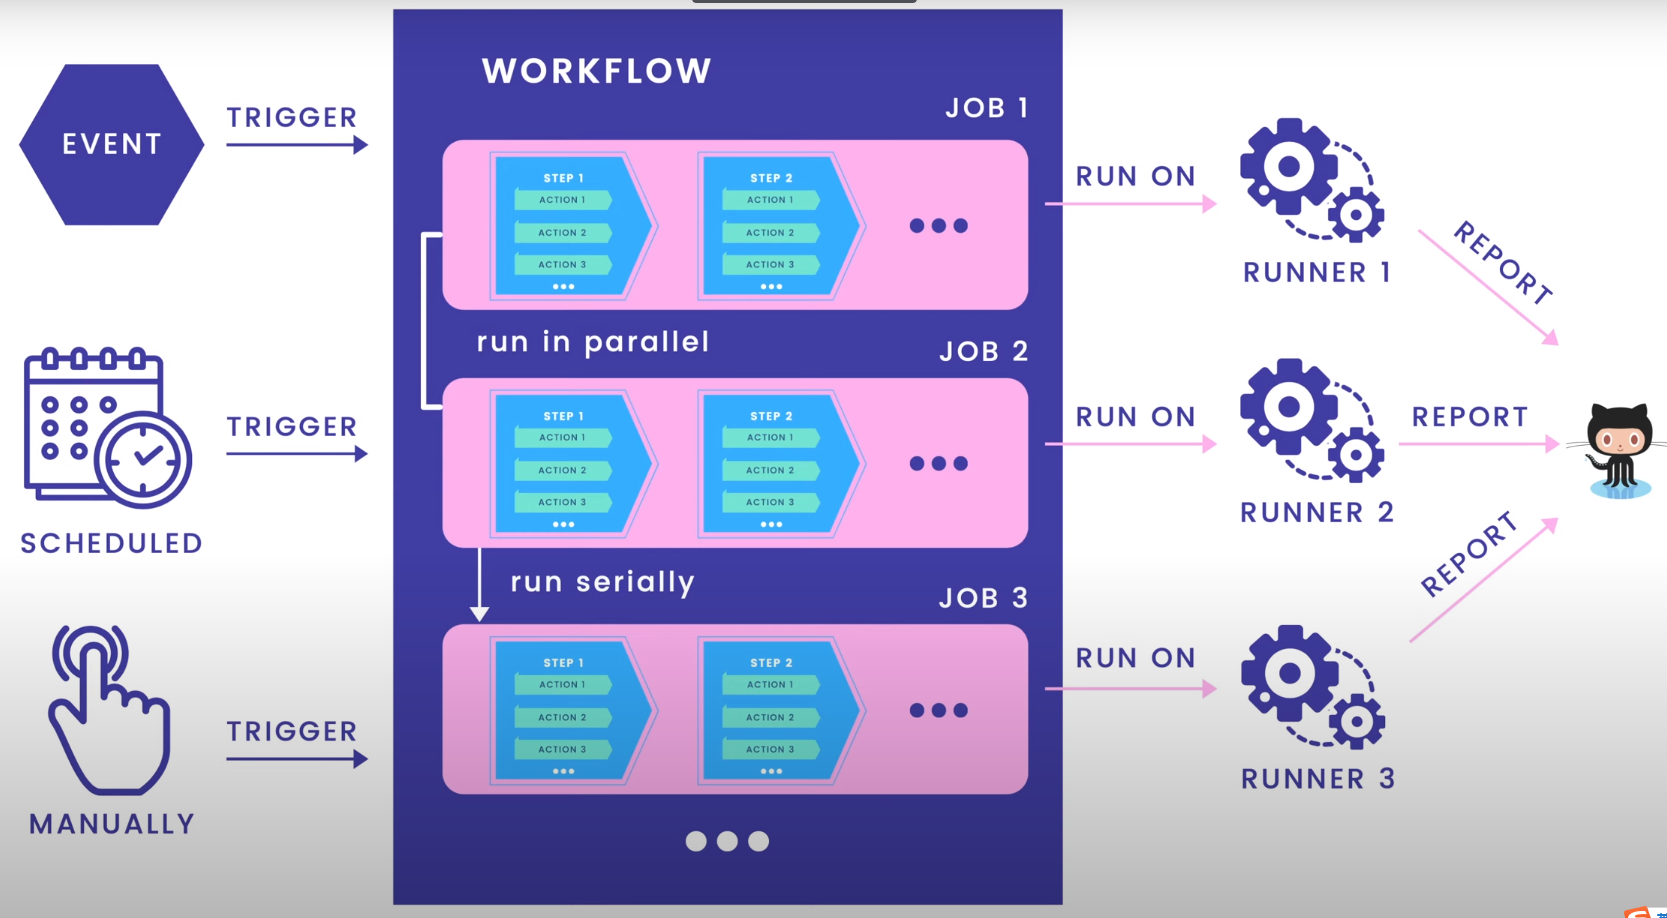 WORKFLOW
EVENT
TRIGGER
JOB 1
STEP 1
ACTION 1
ACTION 2
ACTION 3
STEP 2
ACTION 1
ACTION 2
ACTION 3
RUN ON
RUNNER 1
REPORT
run in parallel
SCHEDULED
TRIGGER
JOB 2
STEP 1
ACTION 1
ACTION 2
ACTION 3
STEP 2
ACTION 1
ACTION 2
ACTION 3
RUN ON
RUNNER 2
REPORT
run serially
MANUALLY
TRIGGER
JOB 3
STEP 1
ACTION 1
ACTION 2
ACTION 3
STEP 2
ACTION 1
ACTION 2
ACTION 3
RUN ON
RUNNER 3
REPORT